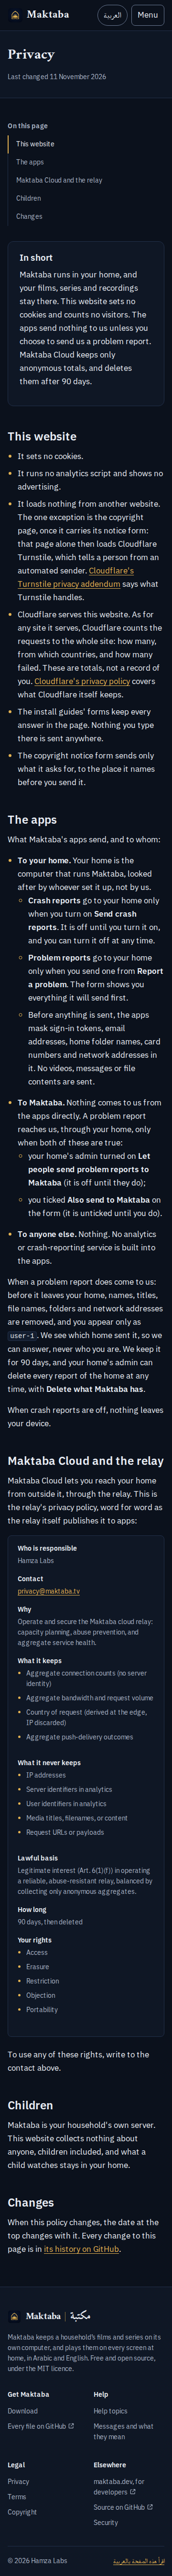 Maktaba
العربية
Menu
Privacy
Last changed 11 November 2026
On this page
This website
The apps
Maktaba Cloud and the relay
Children
Changes
In short
Maktaba runs in your home, and
your films, series and recordings
stay there. This website sets no
cookies and counts no visitors. The
apps send nothing to us unless you
choose to send us a problem report.
Maktaba Cloud keeps only
anonymous totals, and deletes
them after 90 days.
This website
It sets no cookies.
It runs no analytics script and shows no
advertising.
It loads nothing from another website.
The one exception is the copyright
page, once it carries its notice form:
that page alone then loads Cloudflare
Turnstile, which tells a person from an
automated sender. Cloudflare's
Turnstile privacy addendum says what
Turnstile handles.
Cloudflare serves this website. As for
any site it serves, Cloudflare counts the
requests to the whole site: how many,
from which countries, and how many
failed. These are totals, not a record of
you. Cloudflare's privacy policy covers
what Cloudflare itself keeps.
The install guides' forms keep every
answer in the page. Nothing you type
there is sent anywhere.
The copyright notice form sends only
what it asks for, to the place it names
before you send it.
The apps
What Maktaba's apps send, and to whom:
To your home. Your home is the
computer that runs Maktaba, looked
after by whoever set it up, not by us.
Crash reports go to your home only
when you turn on Send crash
reports. It is off until you turn it on,
and you can turn it off at any time.
Problem reports go to your home
only when you send one from Report
a problem. The form shows you
everything it will send first.
Before anything is sent, the apps
mask sign-in tokens, email
addresses, home folder names, card
numbers and network addresses in
it. No videos, messages or file
contents are sent.
To Maktaba. Nothing comes to us from
the apps directly. A problem report
reaches us, through your home, only
when both of these are true:
your home's admin turned on Let
people send problem reports to
Maktaba (it is off until they do);
you ticked Also send to Maktaba on
the form (it is unticked until you do).
To anyone else. Nothing. No analytics
or crash-reporting service is built into
the apps.
When a problem report does come to us:
before it leaves your home, names, titles,
file names, folders and network addresses
are removed, and you appear only as
user-1. We see which home sent it, so we
can answer, never who you are. We keep it
for 90 days, and your home's admin can
delete every report of the home at any
time, with Delete what Maktaba has.
When crash reports are off, nothing leaves
your device.
Maktaba Cloud and the relay
Maktaba Cloud lets you reach your home
from outside it, through the relay. This is
the relay's privacy policy, word for word as
the relay itself publishes it to apps:
Who is responsible
Hamza Labs
Contact
privacy@maktaba.tv
Why
Operate and secure the Maktaba cloud relay:
capacity planning, abuse prevention, and
aggregate service health.
What it keeps
Aggregate connection counts (no server
identity)
Aggregate bandwidth and request volume
Country of request (derived at the edge,
IP discarded)
Aggregate push-delivery outcomes
What it never keeps
IP addresses
Server identifiers in analytics
User identifiers in analytics
Media titles, filenames, or content
Request URLs or payloads
Lawful basis
Legitimate interest (Art. 6(1)(f)) in operating
a reliable, abuse-resistant relay, balanced by
collecting only anonymous aggregates.
How long
90 days, then deleted
Your rights
Access
Erasure
Restriction
Objection
Portability
To use any of these rights, write to the
contact above.
Children
Maktaba is your household's own server.
This website collects nothing about
anyone, children included, and what a
child watches stays in your home.
Changes
When this policy changes, the date at the
top changes with it. Every change to this
page is in its history on GitHub.
Maktaba | مكتبة
Maktaba keeps a household's films and series on its
own computer, and plays them on every screen at
home, in Arabic and English. Free and open source,
under the MIT licence.
Get Maktaba
Download
Every file on GitHub
Help
Help topics
Messages and what
they mean
Legal
Privacy
Terms
Copyright
Elsewhere
maktaba.dev, for
developers
Source on GitHub
Security
© 2026 Hamza Labs
اقرأ هذه الصفحة بالعربية